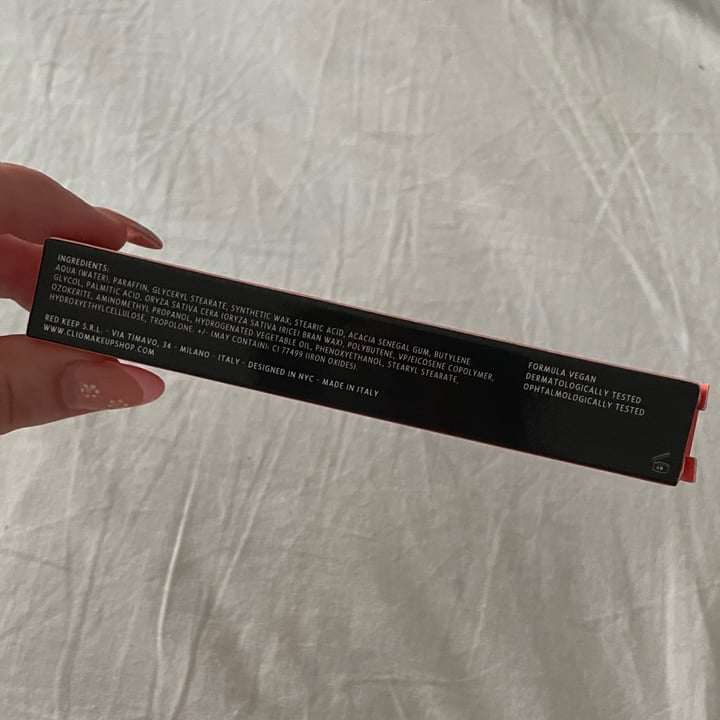 INGREDIENTS:
AQUA (WATER), PARAFFIN, GLYCERYL STEARATE, SYNTHETIC WAX, STEARIC ACID, ACACIA SENEGAL GUM, BUTYLENE
GLYCOL, PALMITIC ACID, ORYZA SATIVA CERA (ORYZA SATIVA (RICE) BRAN WAX), POLYBUTENE, VP/EICOSENE COPOLYMER,
OZOKERITE, AMINOMETHYL PROPANOL, HYDROGENATED VEGETABLE OIL, PHENOXYETHANOL, STEARYL STEARATE,
HYDROXYETHYLCELLULOSE, TROPOLONE. +/- (MAY CONTAIN): CI 77499 (IRON OXIDES)
RED KEEP S.R.L. - VIA TIMAVO, 34 - MILANO - ITALY - DESIGNED IN NYC - MADE IN ITALY
WWW.CLIOMAKEUPSHOP.COM
FORMULA VEGAN
DERMATOLOGICALLY TESTED
OPHTALMOLOGICALLY TESTED